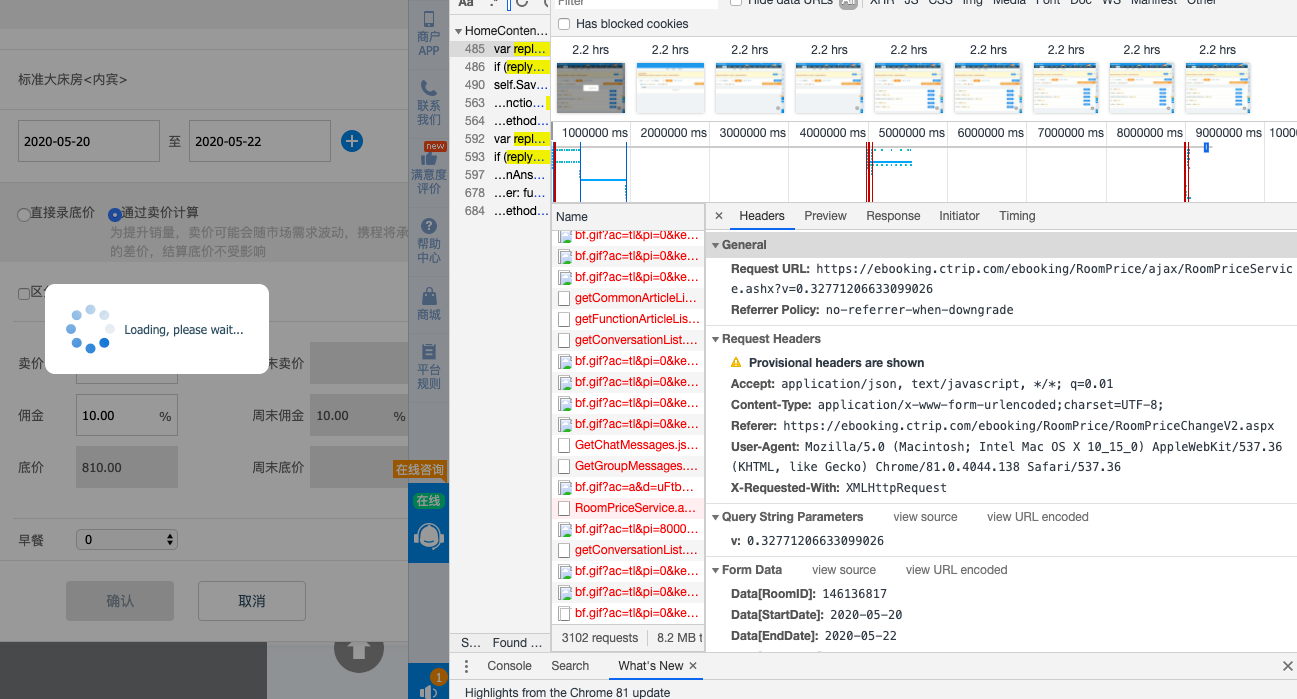 标准大床房<内宾>
2020-05-20 至 2020-05-22
直接录底价 通过卖价计算
为提升销量，卖价可能会随市场需求波动，携程将承
的差价，结算底价不受影响
Loading, please wait...
卖价
末卖价
佣金 10.00 % 周末佣金 10.00 %
底价 810.00 周末底价
早餐 0
确认 取消
商户
APP
联系
我们
new
满意度
评价
帮助
中心
商城
平台
规则
在线咨询
在线
1
Aa .*
HomeConten...
485 var repl...
486 if (reply...
490 self.Sav...
563 ...nctio...
564 ...ethod...
592 var repl...
593 if (reply...
597 ...nAns...
678 ...er: fu...
684 ...ethod...
S... Found ...
Filter Hide data URLs All XHR JS CSS Img Media Font Doc WS Manifest Other
Has blocked cookies
2.2 hrs 2.2 hrs 2.2 hrs 2.2 hrs 2.2 hrs 2.2 hrs 2.2 hrs 2.2 hrs 2.2 hrs
1000000 ms 2000000 ms 3000000 ms 4000000 ms 5000000 ms 6000000 ms 7000000 ms 8000000 ms 9000000 ms 1000
Name
bf.gif?ac=tl&pi=0&ke...
bf.gif?ac=tl&pi=0&ke...
bf.gif?ac=tl&pi=0&ke...
getCommonArticleLi...
getFunctionArticleLis...
getConversationList....
bf.gif?ac=tl&pi=0&ke...
bf.gif?ac=tl&pi=0&ke...
bf.gif?ac=tl&pi=0&ke...
bf.gif?ac=tl&pi=0&ke...
GetChatMessages.js...
GetGroupMessages....
bf.gif?ac=a&d=uFtb...
RoomPriceService.a...
bf.gif?ac=tl&pi=8000...
getConversationList....
bf.gif?ac=tl&pi=0&ke...
bf.gif?ac=tl&pi=0&ke...
bf.gif?ac=tl&pi=0&ke...
3102 requests 8.2 MB t
× Headers Preview Response Initiator Timing
General
Request URL: https://ebooking.ctrip.com/ebooking/RoomPrice/ajax/RoomPriceServic
e.ashx?v=0.32771206633099026
Referrer Policy: no-referrer-when-downgrade
Request Headers
Provisional headers are shown
Accept: application/json, text/javascript, */*; q=0.01
Content-Type: application/x-www-form-urlencoded;charset=UTF-8;
Referer: https://ebooking.ctrip.com/ebooking/RoomPrice/RoomPriceChangeV2.aspx
User-Agent: Mozilla/5.0 (Macintosh; Intel Mac OS X 10_15_0) AppleWebKit/537.36
(KHTML, like Gecko) Chrome/81.0.4044.138 Safari/537.36
X-Requested-With: XMLHttpRequest
Query String Parameters view source view URL encoded
v: 0.32771206633099026
Form Data view source view URL encoded
Data[RoomID]: 146136817
Data[StartDate]: 2020-05-20
Data[EndDate]: 2020-05-22
Console Search What's New × ×
Highlights from the Chrome 81 update